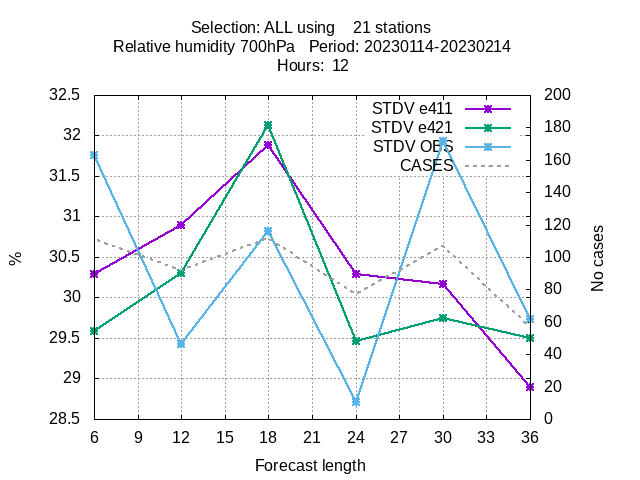 Selection: ALL using    21 stations
Relative humidity 700hPa   Period: 20230114-20230214
Hours:  12
32.5
32
31.5
31
30.5
30
29.5
29
28.5
%
STDV e411
STDV e421
STDV OBS
CASES
200
180
160
140
120
100
80
60
40
20
0
No cases
6 9 12 15 18 21 24 27 30 33 36
Forecast length